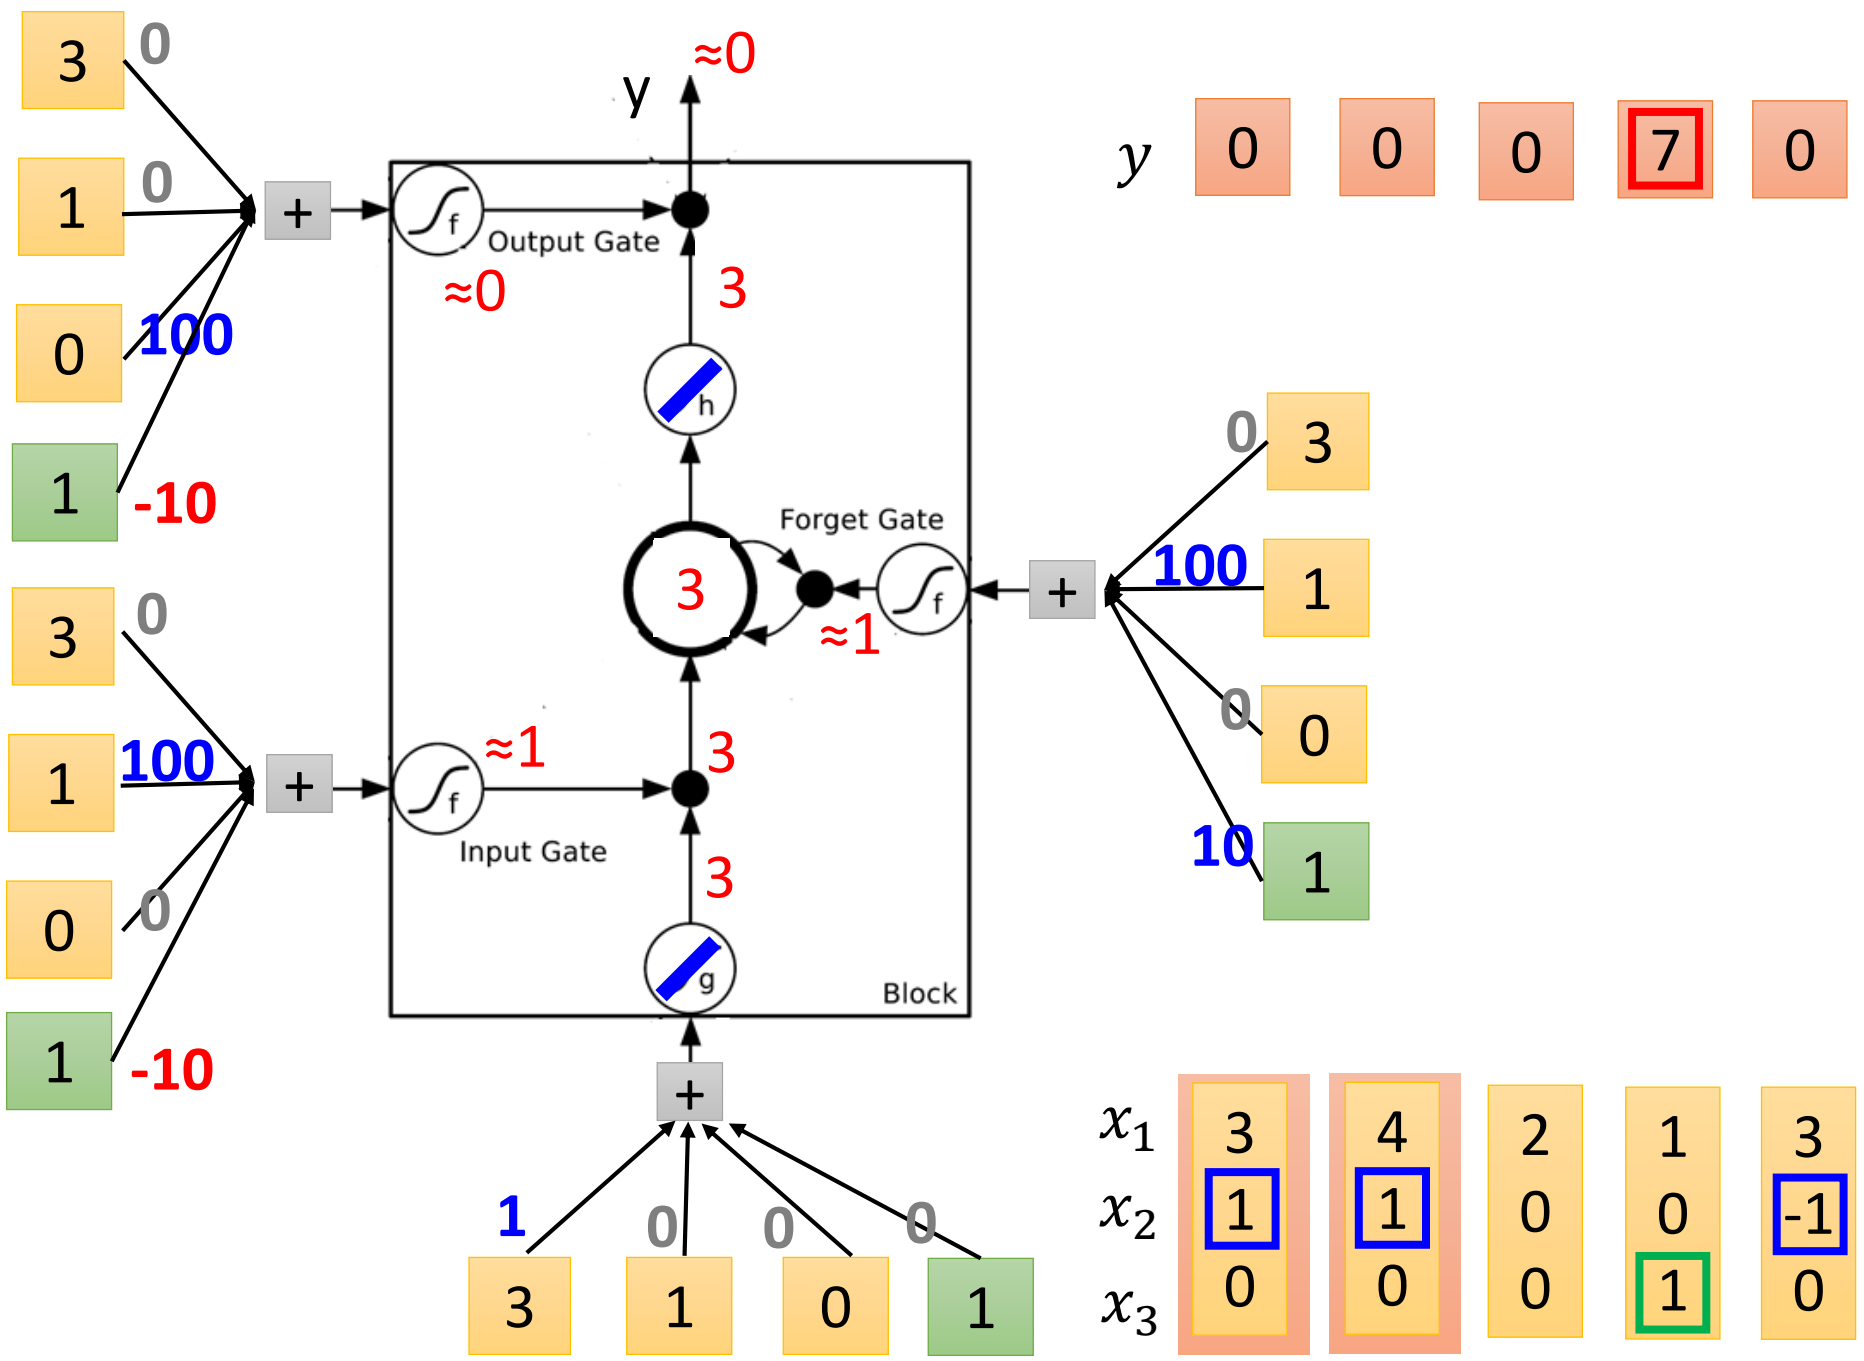 3 0
1 0
0 100
1 -10
+
f
Output Gate
≈0
y ≈0
3
h
3
Forget Gate
f
≈1
+
0 3
100 1
0 0
10 1
3 0
1 100
0 0
1 -10
+
f
Input Gate
≈1
3
3
g
Block
+
1 0 0 0
3 1 0 1
y 0 0 0 7 0
x₁ 3 4 2 1 3
x₂ 1 1 0 0 -1
x₃ 0 0 0 1 0